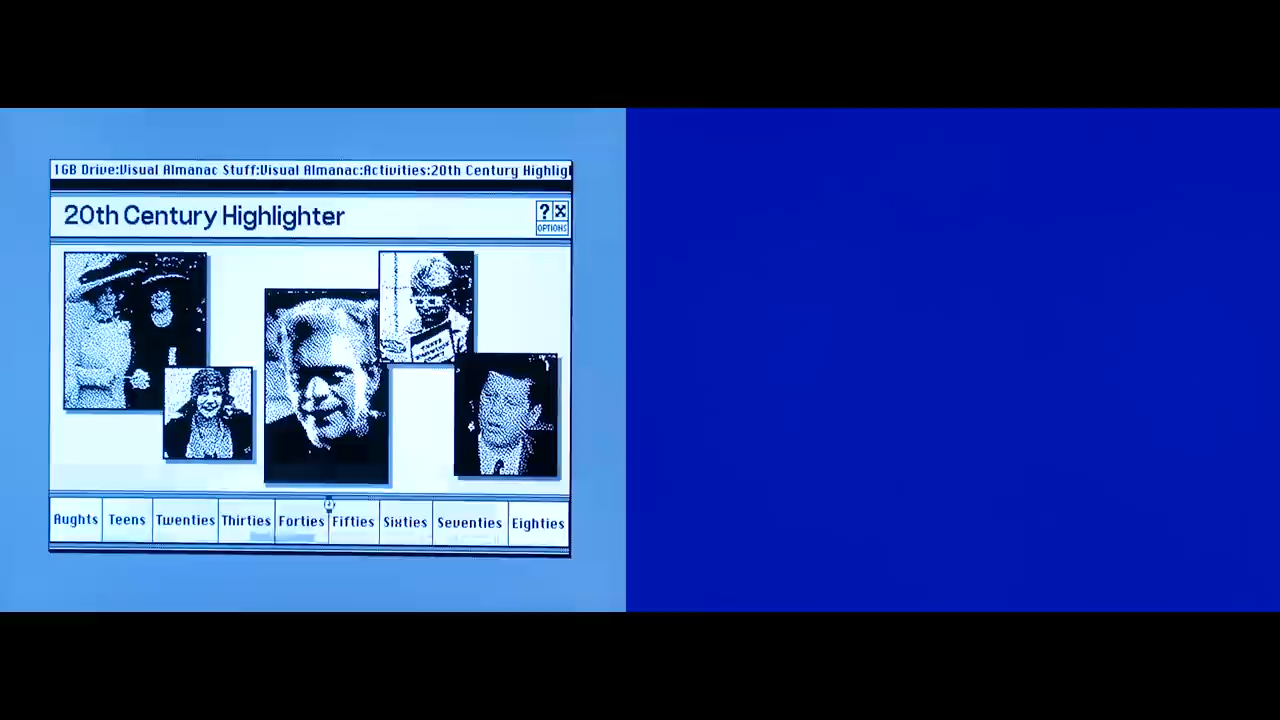 1GB Drive:Visual Almanac Stuff:Visual Almanac:Activities:20th Century Highlig
20th Century Highlighter
?
OPTIONS
Aughts Teens Twenties Thirties Forties Fifties Sixties Seventies Eighties